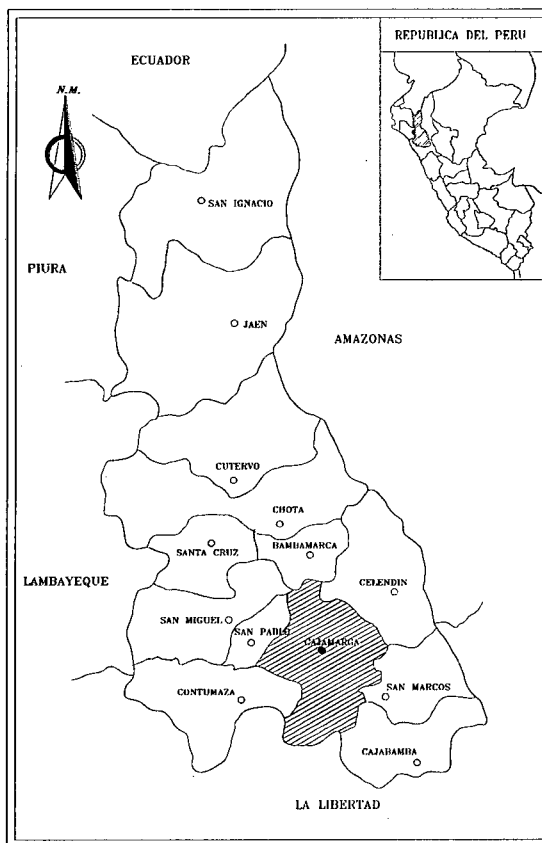 REPUBLICA DEL PERU
ECUADOR
N.M.
SAN IGNACIO
PIURA
JAEN
AMAZONAS
CUTERVO
CHOTA
SANTA CRUZ
BAMBAMARCA
LAMBAYEQUE
CELENDIN
SAN MIGUEL
SAN PABLO
CAJAMARCA
CONTUMAZA
SAN MARCOS
CAJABAMBA
LA LIBERTAD